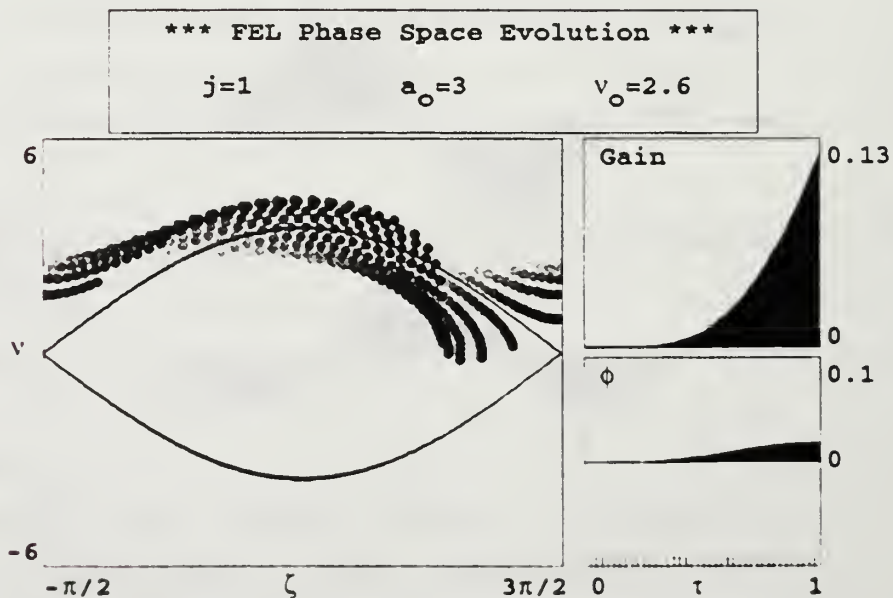 *** FEL Phase Space Evolution ***
j=1 a₀=3 ν₀=2.6
6
ν
-6
-π/2 ζ 3π/2
Gain
0.13
0
ϕ
0.1
0
0 τ 1